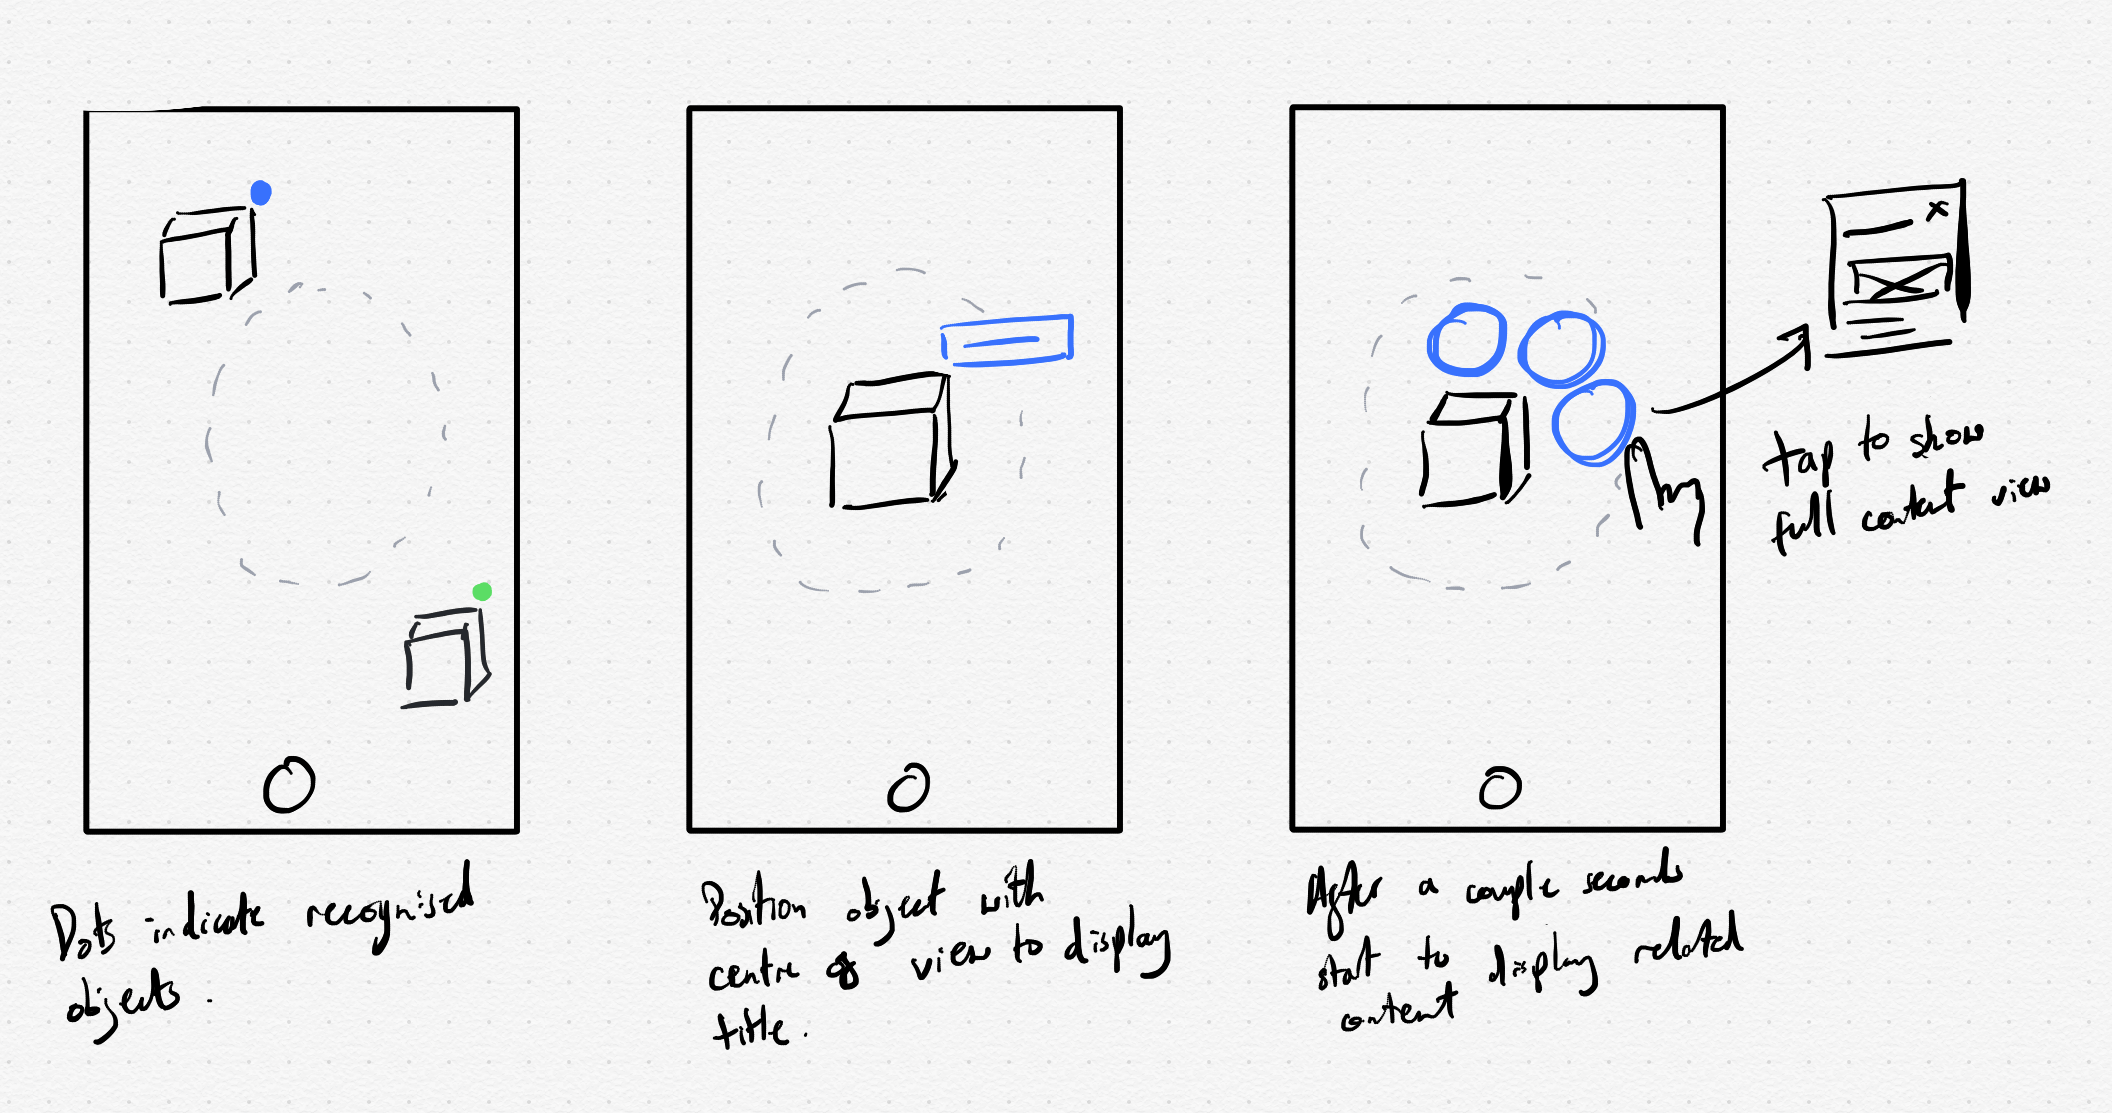 Dots indicate recognised
objects.
Position object with
centre of view to display
title.
After a couple seconds
start to display related
content
tap to show
full content view